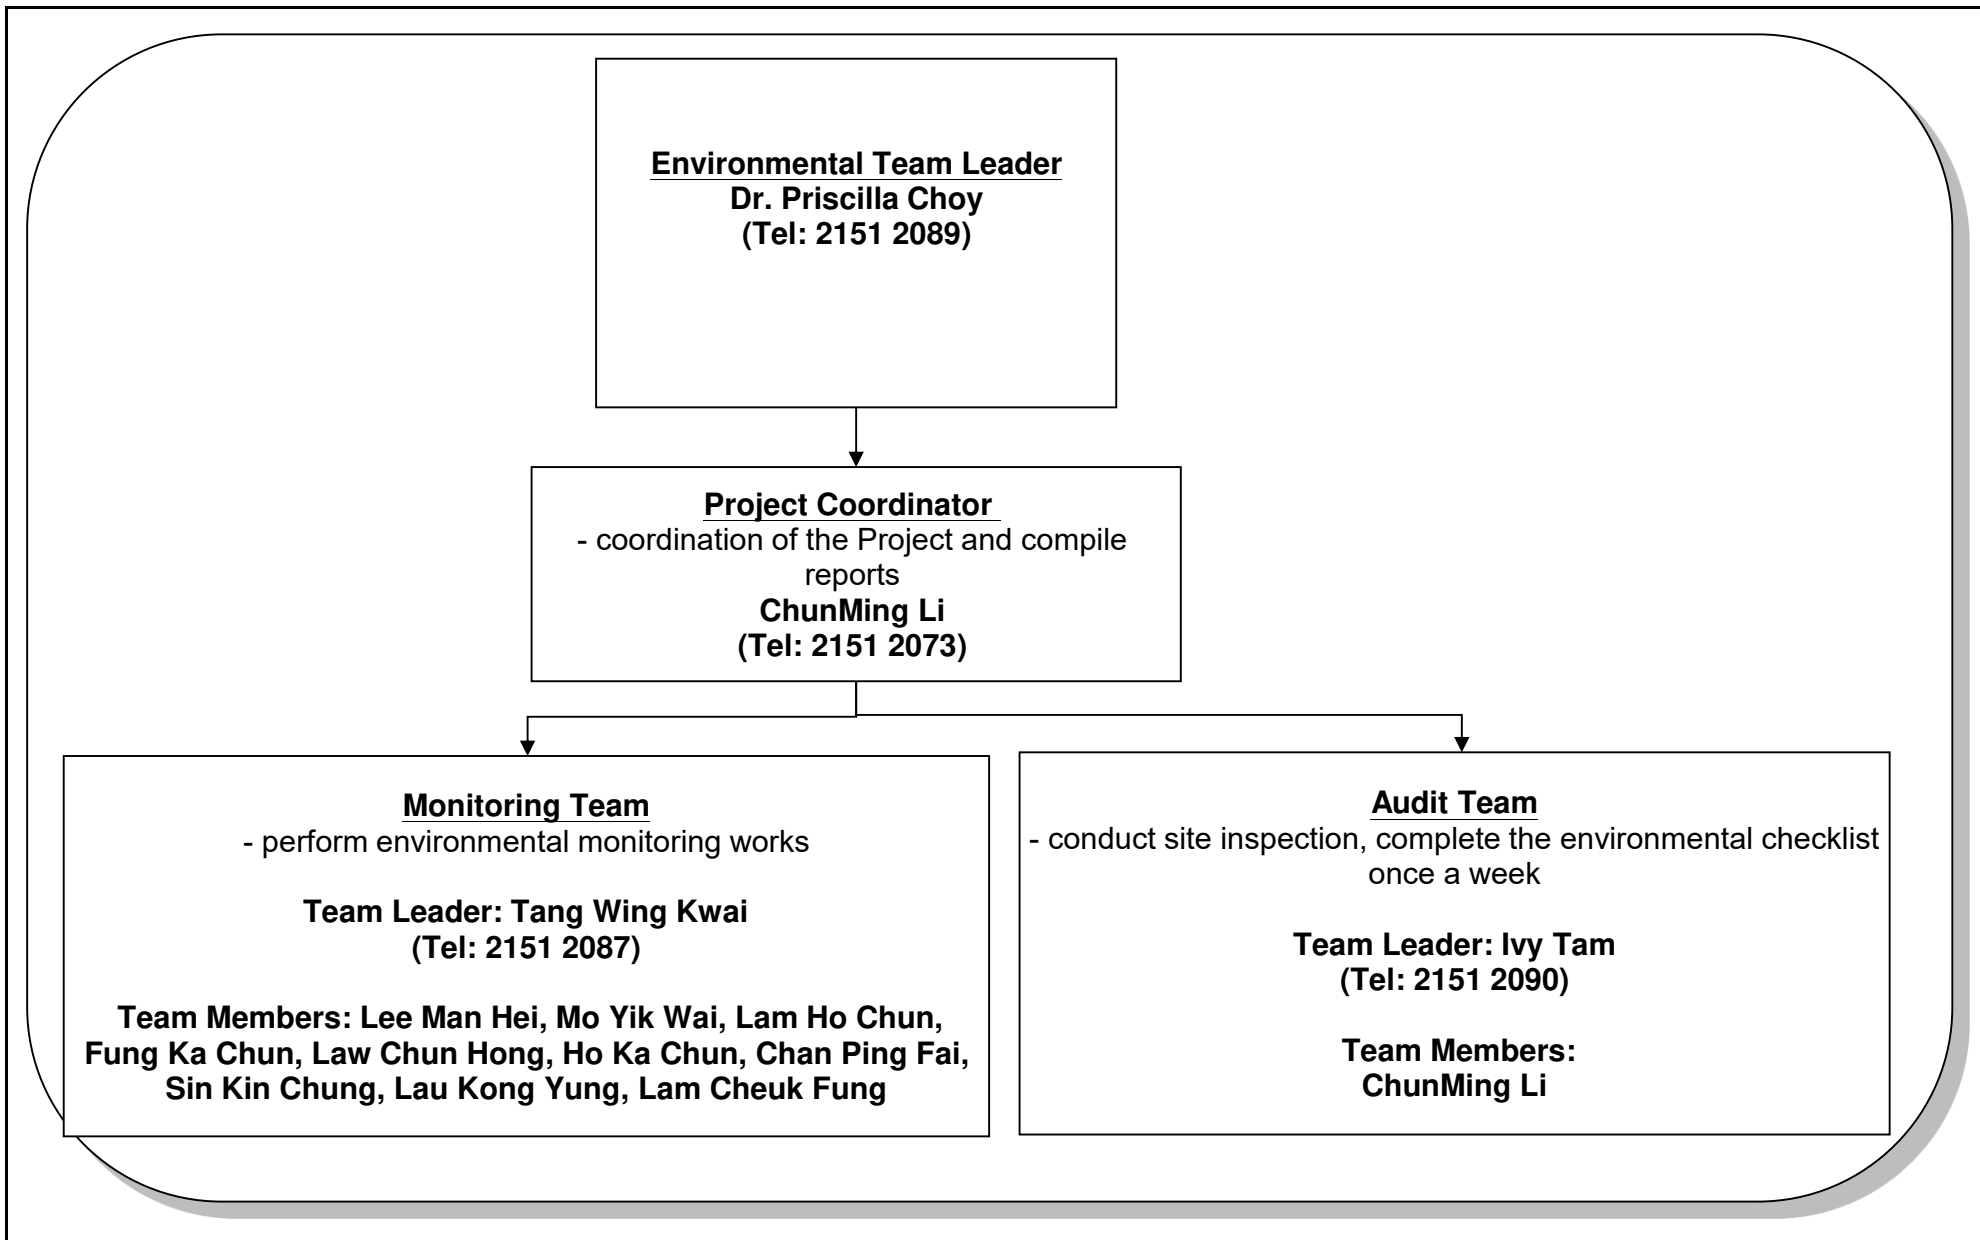 Environmental Team Leader
Dr. Priscilla Choy
(Tel: 2151 2089)
Project Coordinator
- coordination of the Project and compile
reports
ChunMing Li
(Tel: 2151 2073)
Monitoring Team
- perform environmental monitoring works
Team Leader: Tang Wing Kwai
(Tel: 2151 2087)
Team Members: Lee Man Hei, Mo Yik Wai, Lam Ho Chun,
Fung Ka Chun, Law Chun Hong, Ho Ka Chun, Chan Ping Fai,
Sin Kin Chung, Lau Kong Yung, Lam Cheuk Fung
Audit Team
- conduct site inspection, complete the environmental checklist
once a week
Team Leader: Ivy Tam
(Tel: 2151 2090)
Team Members:
ChunMing Li